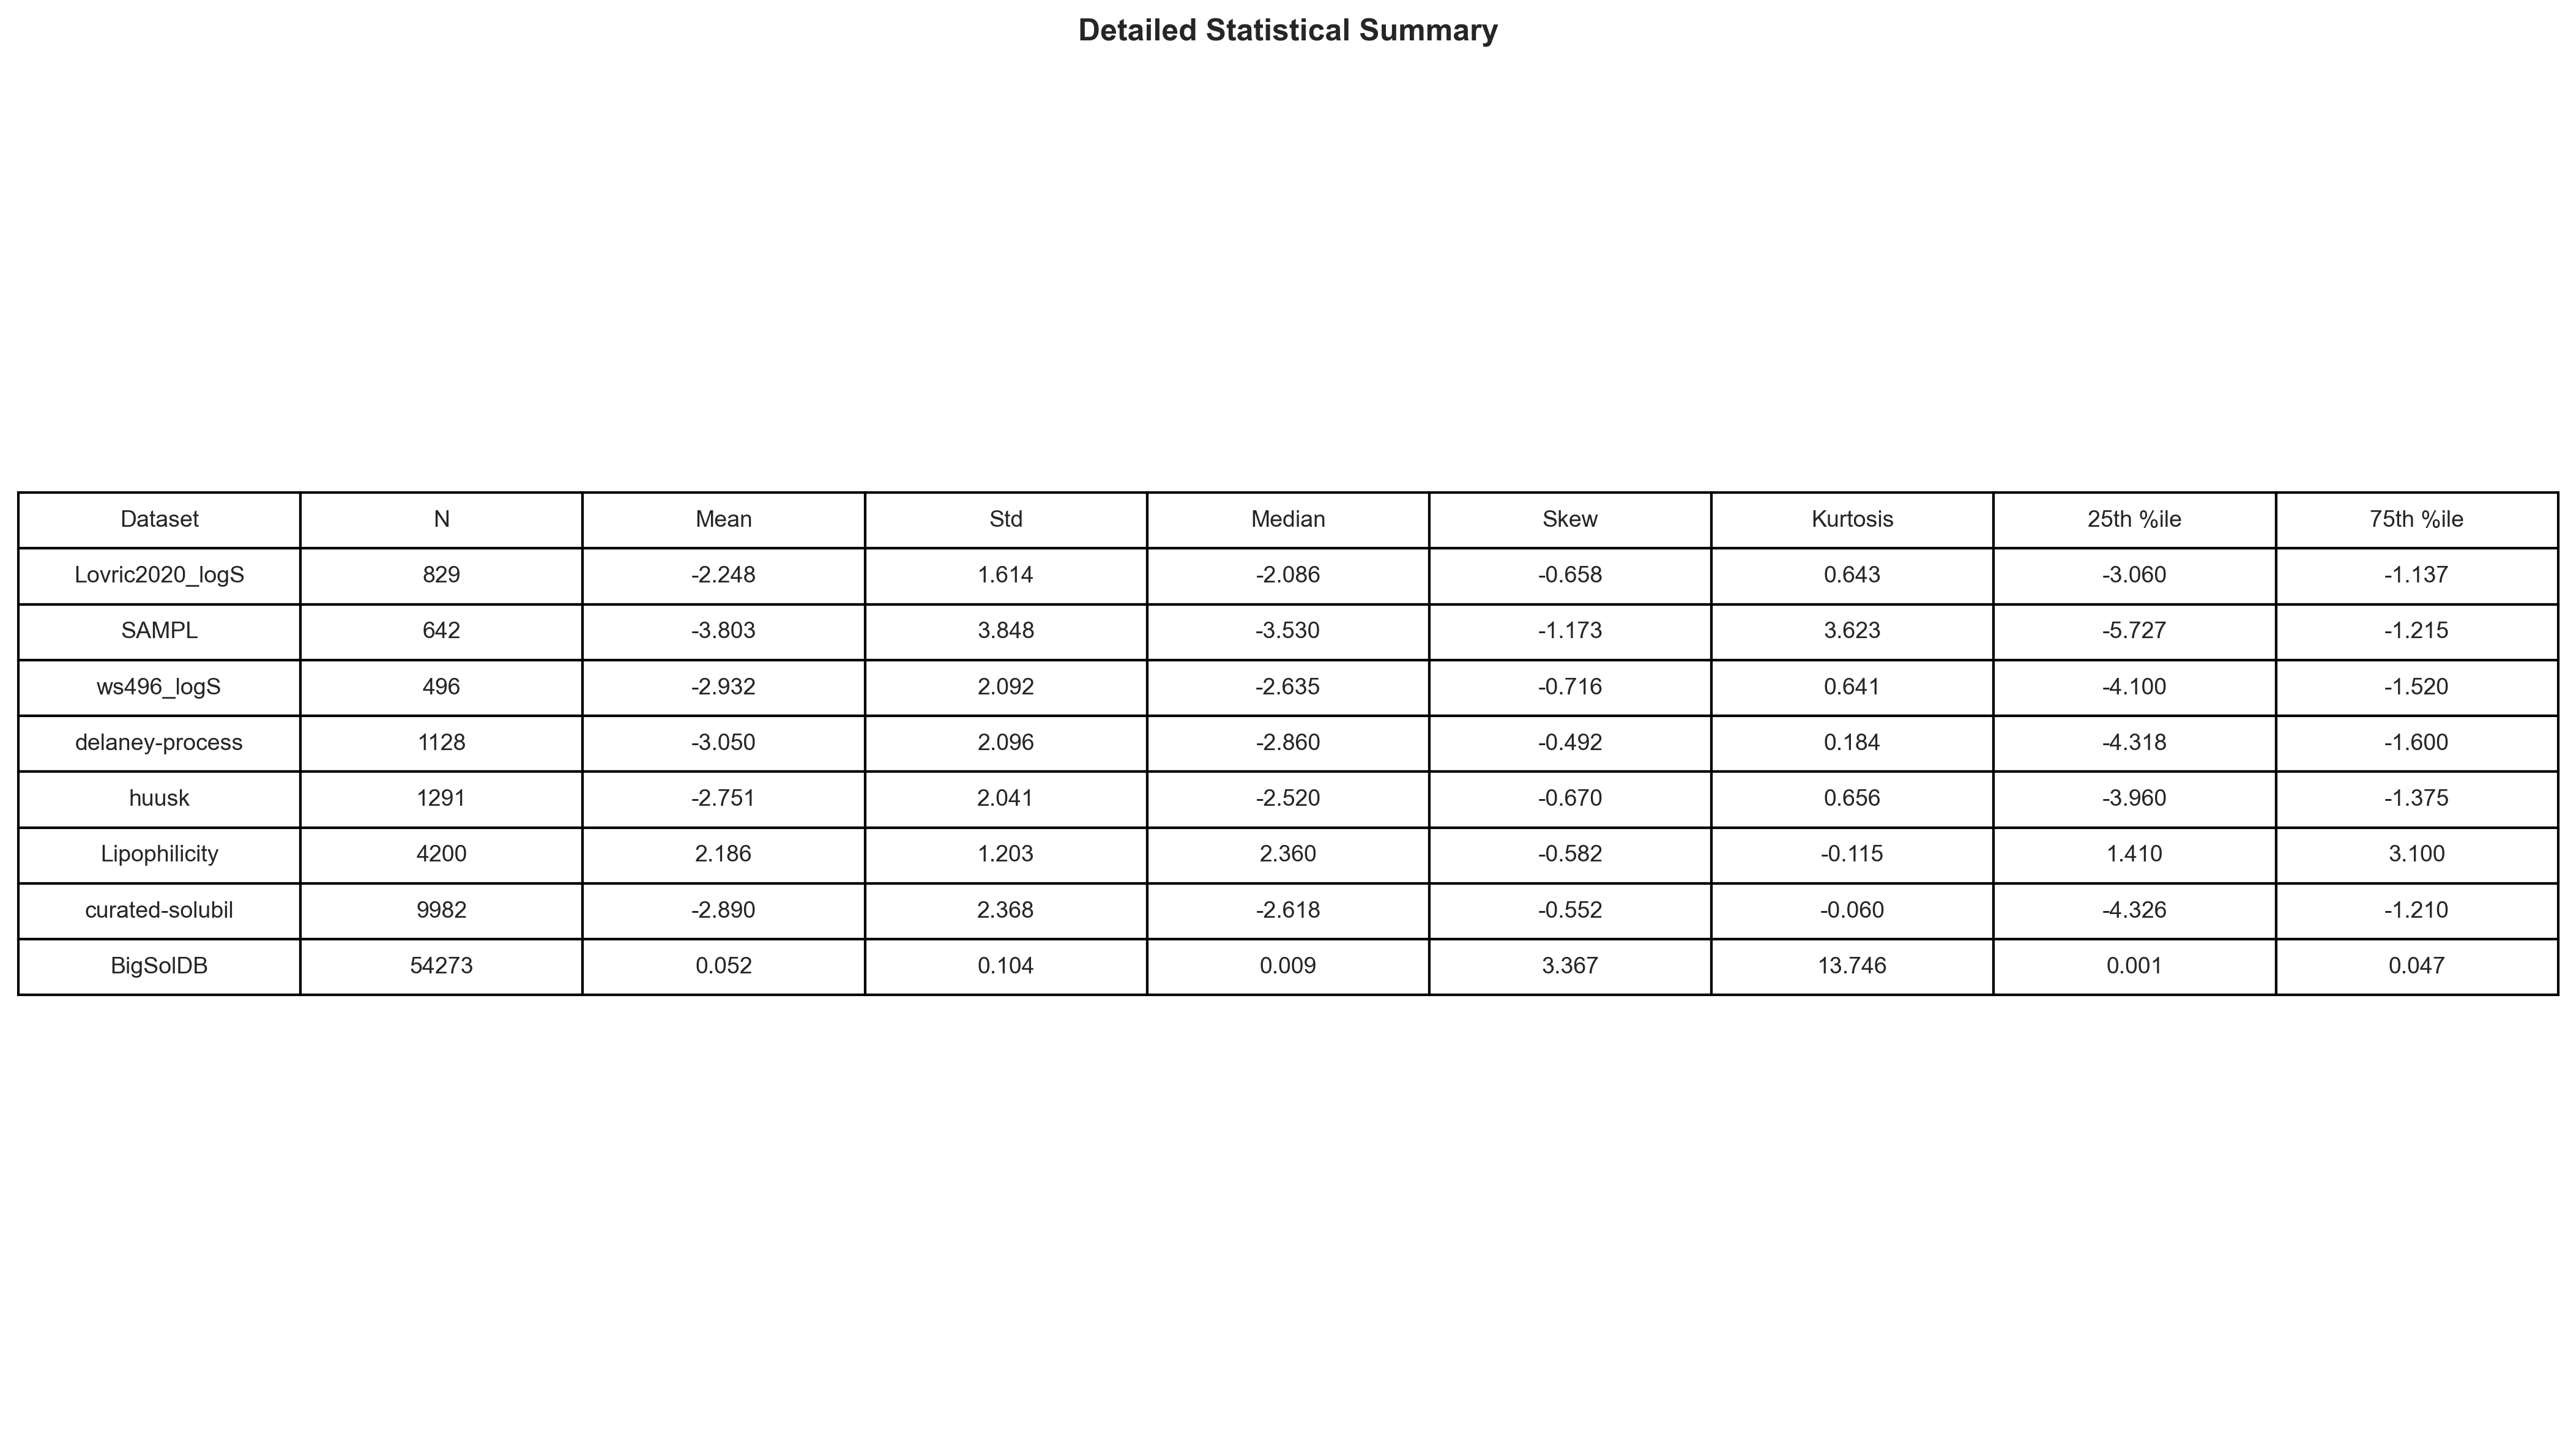 Detailed Statistical Summary
Dataset N Mean Std Median Skew Kurtosis 25th %ile 75th %ile
Lovric2020_logS 829 -2.248 1.614 -2.086 -0.658 0.643 -3.060 -1.137
SAMPL 642 -3.803 3.848 -3.530 -1.173 3.623 -5.727 -1.215
ws496_logS 496 -2.932 2.092 -2.635 -0.716 0.641 -4.100 -1.520
delaney-process 1128 -3.050 2.096 -2.860 -0.492 0.184 -4.318 -1.600
huusk 1291 -2.751 2.041 -2.520 -0.670 0.656 -3.960 -1.375
Lipophilicity 4200 2.186 1.203 2.360 -0.582 -0.115 1.410 3.100
curated-solubil 9982 -2.890 2.368 -2.618 -0.552 -0.060 -4.326 -1.210
BigSolDB 54273 0.052 0.104 0.009 3.367 13.746 0.001 0.047